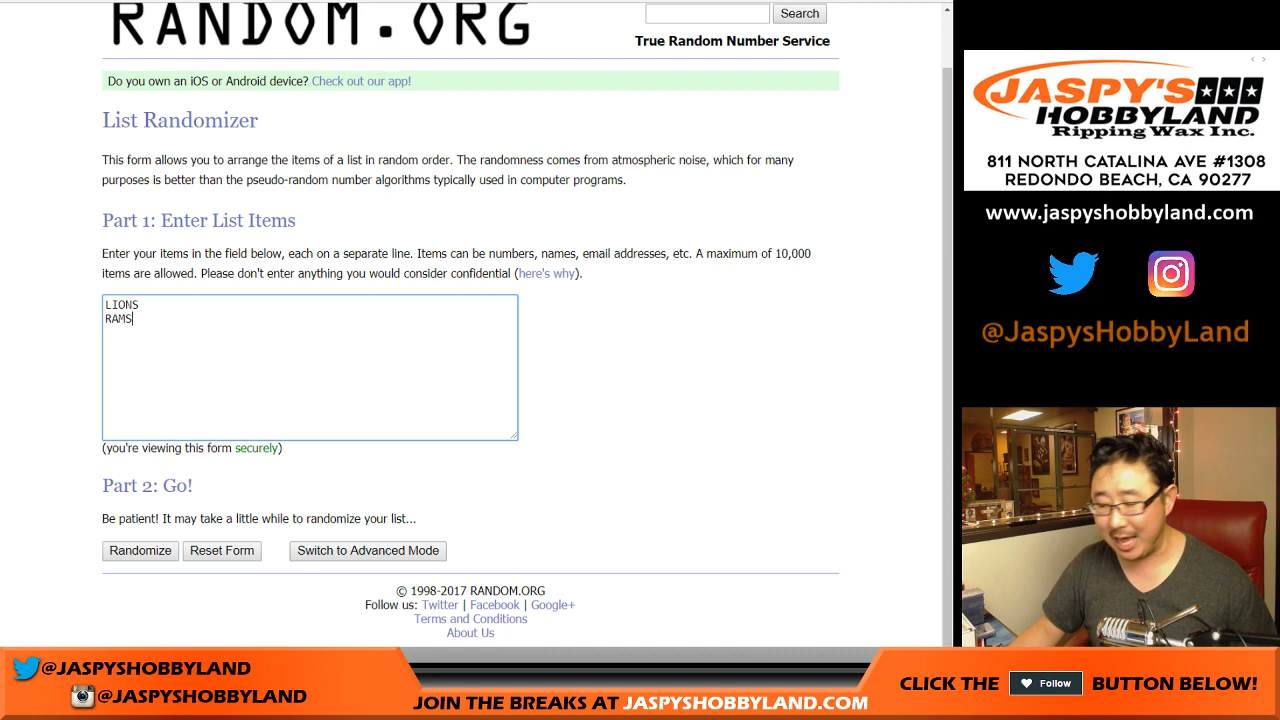 RANDOM.ORG
Search
True Random Number Service
Do you own an iOS or Android device? Check out our app!
List Randomizer
This form allows you to arrange the items of a list in random order. The randomness comes from atmospheric noise, which for many
purposes is better than the pseudo-random number algorithms typically used in computer programs.
Part 1: Enter List Items
Enter your items in the field below, each on a separate line. Items can be numbers, names, email addresses, etc. A maximum of 10,000
items are allowed. Please don't enter anything you would consider confidential (here's why).
LIONS
RAMS
(you're viewing this form securely)
Part 2: Go!
Be patient! It may take a little while to randomize your list...
Randomize
Reset Form
Switch to Advanced Mode
© 1998-2017 RANDOM.ORG
Follow us: Twitter | Facebook | Google+
Terms and Conditions
About Us
JASPY'S
HOBBYLAND
Ripping Wax Inc.
811 NORTH CATALINA AVE #1308
REDONDO BEACH, CA 90277
www.jaspyshobbyland.com
@JaspysHobbyLand
@JASPYSHOBBYLAND
@JASPYSHOBBYLAND
JOIN THE BREAKS AT JASPYSHOBBYLAND.COM
CLICK THE Follow BUTTON BELOW!